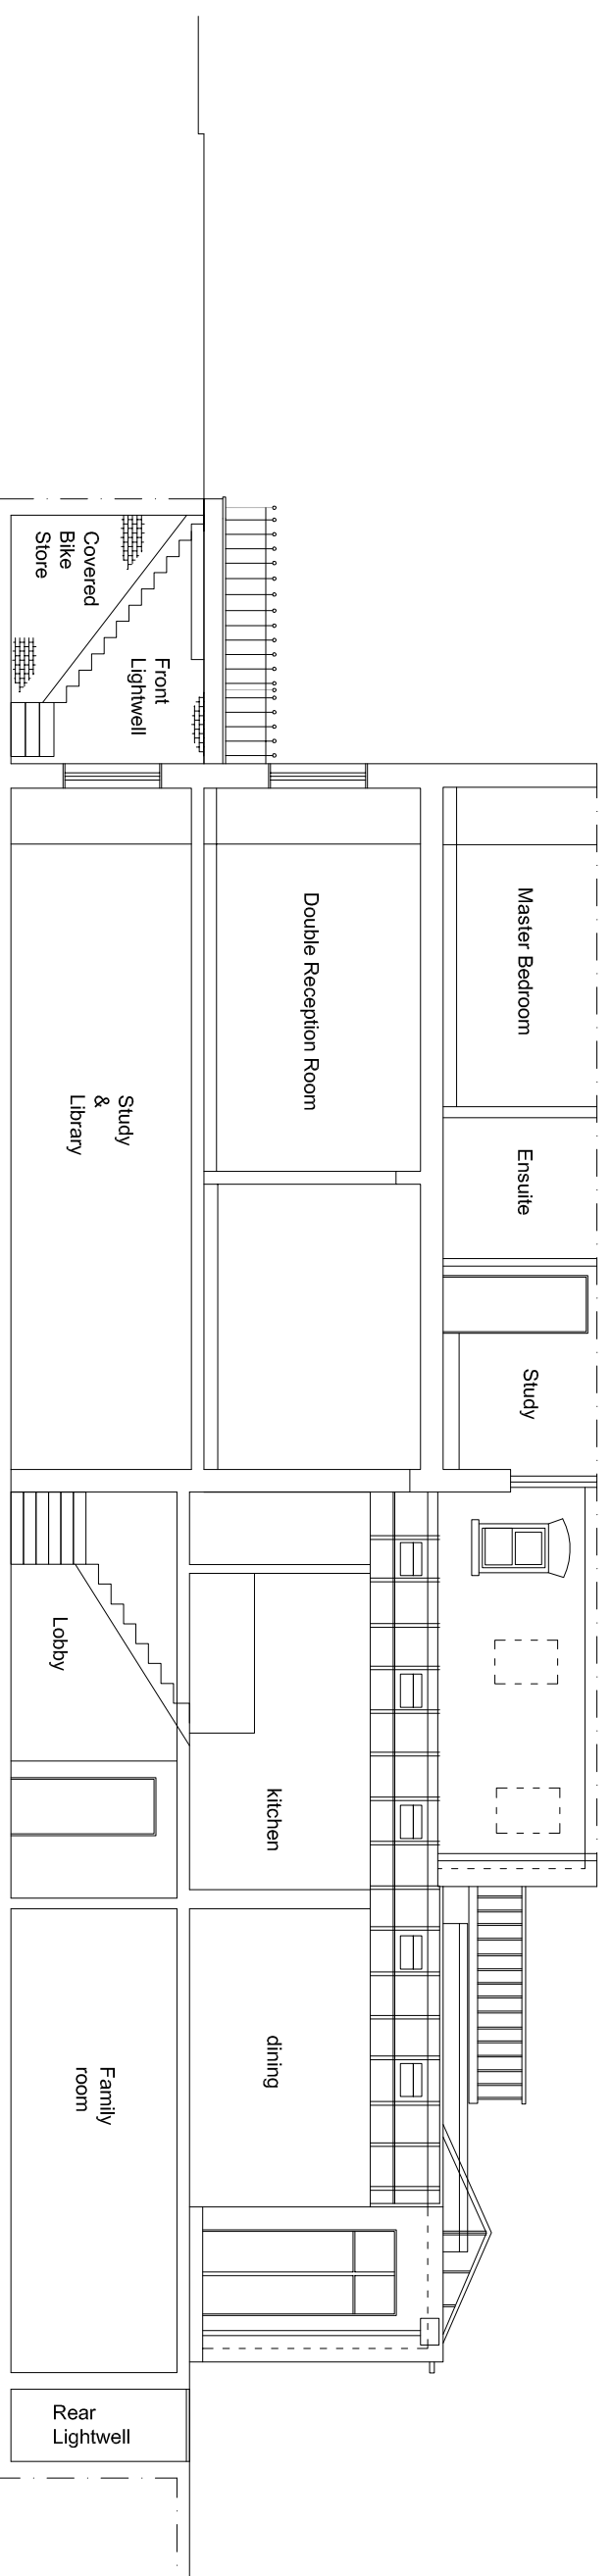 Master Bedroom
Ensuite
Study
Double Reception Room
kitchen
dining
Front
Lightwell
Covered
Bike
Store
Study
&
Library
Lobby
Family
room
Rear
Lightwell